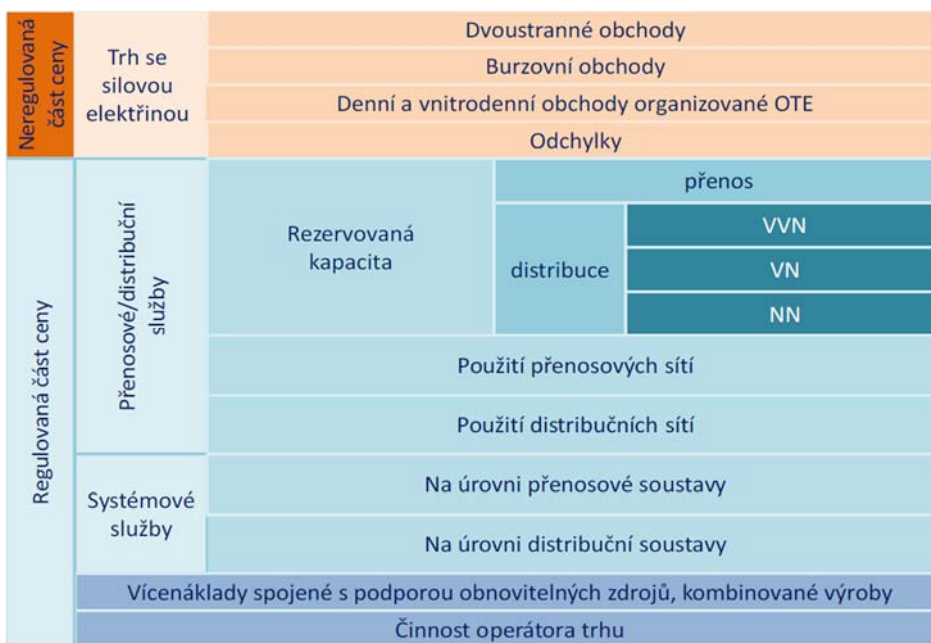 Neregulovaná
část ceny
Trh se
silovou
elektřinou
Dvoustranné obchody
Burzovní obchody
Denní a vnitrodenní obchody organizované OTE
Odchylky
Regulovaná část ceny
Přenosové/distribuční
služby
Rezervovaná
kapacita
přenos
distribuce
VVN
VN
NN
Použití přenosových sítí
Použití distribučních sítí
Systémové
služby
Na úrovni přenosové soustavy
Na úrovni distribuční soustavy
Vícenáklady spojené s podporou obnovitelných zdrojů, kombinované výroby
Činnost operátora trhu